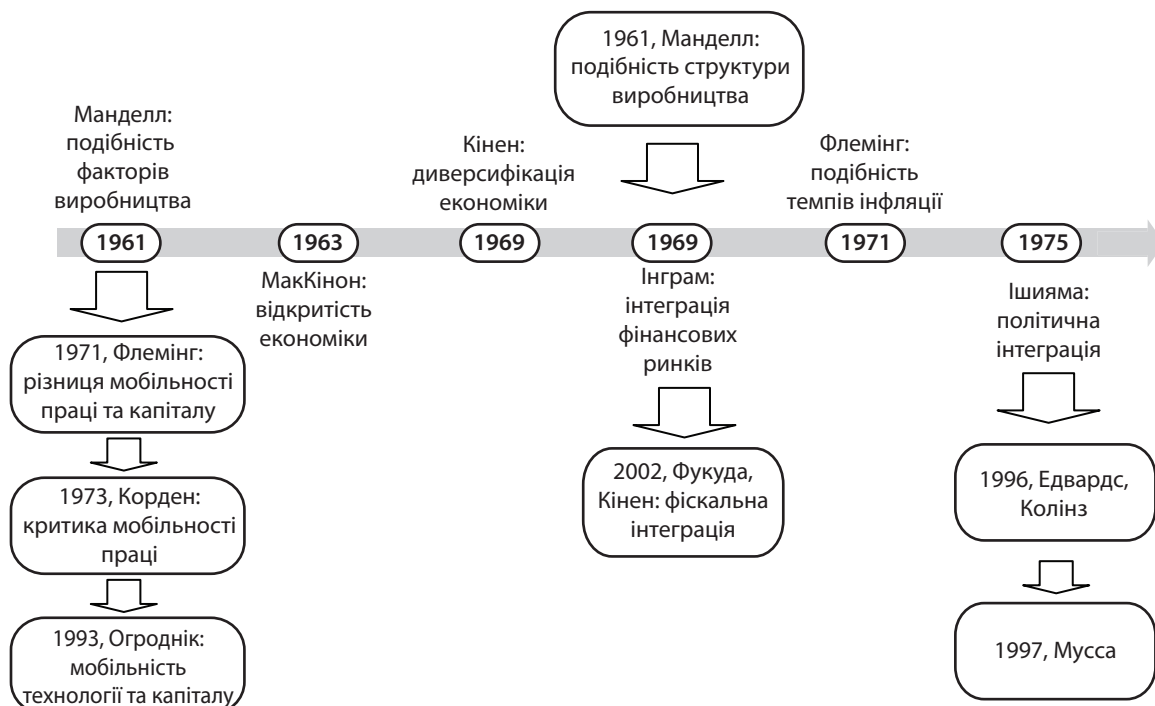 1961, Манделл:
подібність структури
виробництва
Манделл:
подібність
факторів
виробництва
Кінен:
диверсифікація
економіки
Флемінг:
подібність
темпів інфляції
1961
1963
1969
1969
1971
1975
МакКінон:
відкритість
економіки
Інграм:
інтеграція
фінансових
ринків
Ішияма:
політична
інтеграція
1971, Флемінг:
різниця мобільності
праці та капіталу
1973, Корден:
критика мобільності
праці
1993, Огроднік:
мобільність
технології та капіталу
2002, Фукуда,
Кінен: фіскальна
інтеграція
1996, Едвардс,
Колінз
1997, Мусса